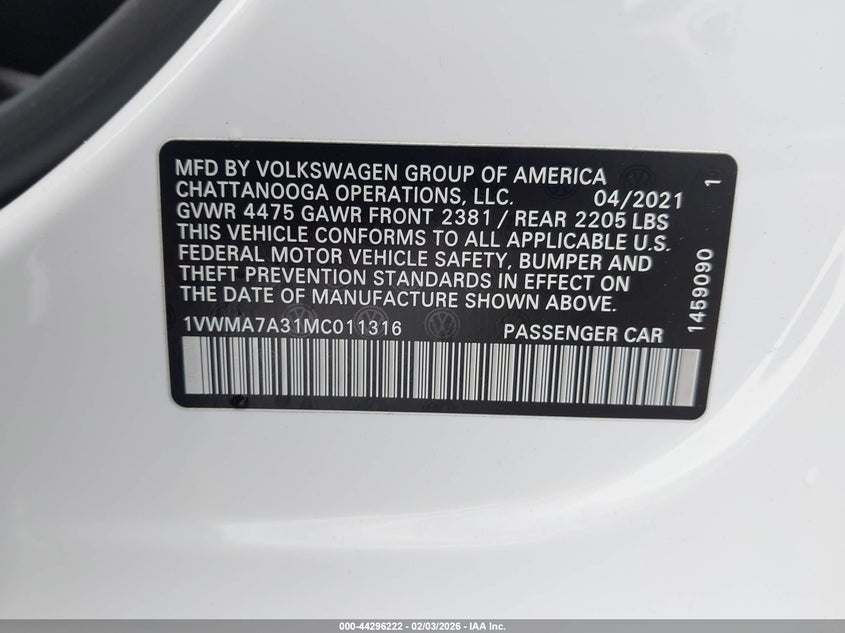 MFD BY VOLKSWAGEN GROUP OF AMERICA
CHATTANOOGA OPERATIONS, LLC. 04/2021
GVWR 4475 GAWR FRONT 2381 / REAR 2205 LBS
THIS VEHICLE CONFORMS TO ALL APPLICABLE U.S.
FEDERAL MOTOR VEHICLE SAFETY, BUMPER AND
THEFT PREVENTION STANDARDS IN EFFECT ON
THE DATE OF MANUFACTURE SHOWN ABOVE.
1VWMA7A31MC011316 PASSENGER CAR
1459090 1
000-44296222 - 02/03/2026 - IAA Inc.